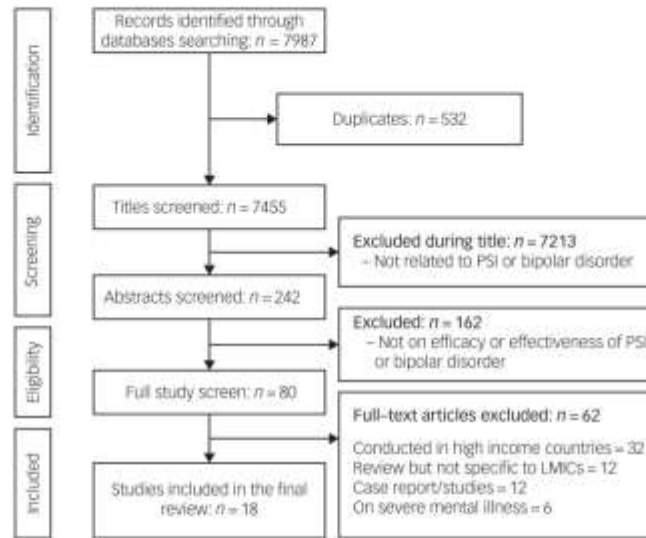 Identification
Records identified through
databases searching: n = 7987
Duplicates: n = 532
Screening
Titles screened: n = 7455
Excluded during title: n = 7213
– Not related to PSI or bipolar disorder
Abstracts screened: n = 242
Excluded: n = 162
– Not on efficacy or effectiveness of PSI
or bipolar disorder
Eligibility
Full study screen: n = 80
Full–text articles excluded: n = 62
Conducted in high income countries = 32
Review but not specific to LMICs = 12
Case report/studies = 12
On severe mental illness = 6
Included
Studies included in the final
review: n = 18